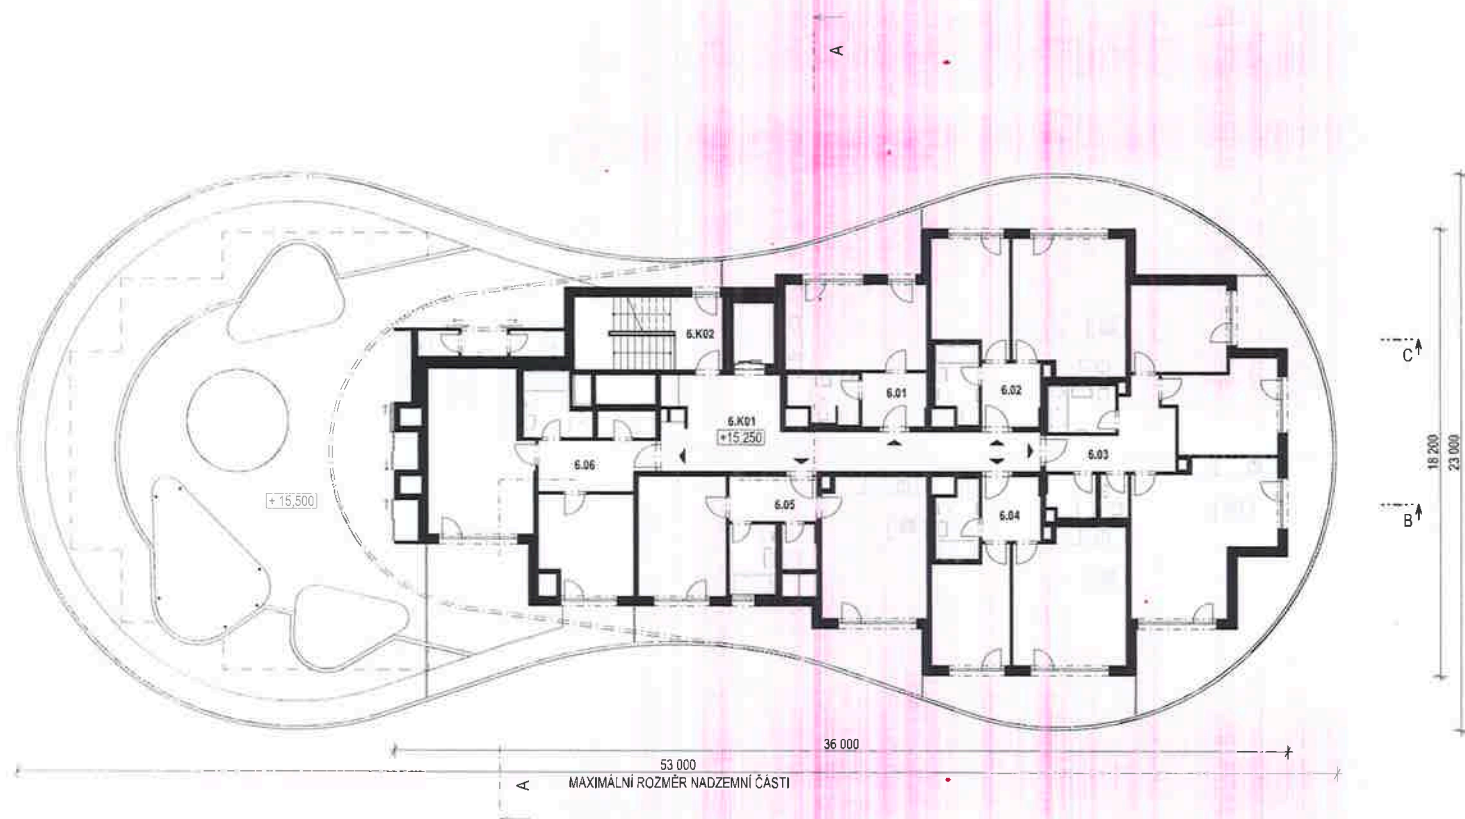 A
6.K02
6.01
6.02
6.K01
+15,250
6.03
6.06
6.05
6.04
+ 15,500
C
B
18 200
23 000
36 000
53 000
MAXIMÁLNÍ ROZMĚR NADZEMNÍ ČÁSTI
A